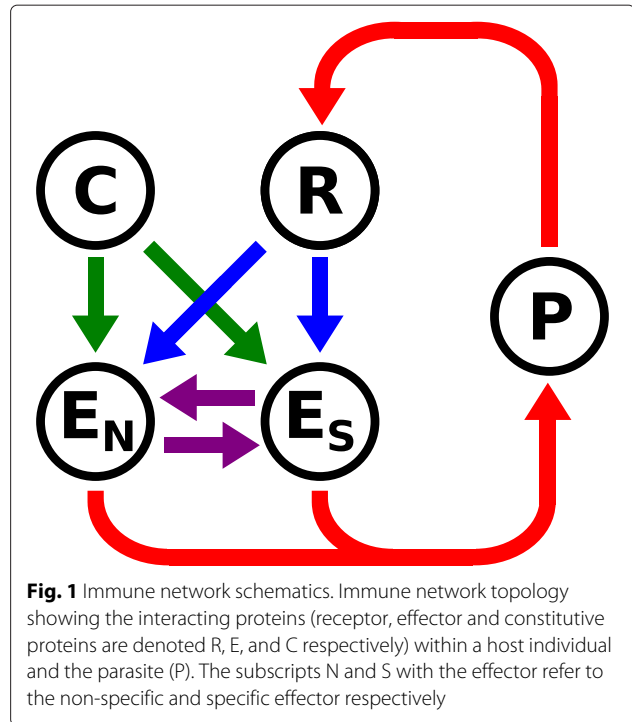 C
R
P
E_N
E_S
Fig. 1 Immune network schematics. Immune network topology
showing the interacting proteins (receptor, effector and constitutive
proteins are denoted R, E, and C respectively) within a host individual
and the parasite (P). The subscripts N and S with the effector refer to
the non-specific and specific effector respectively